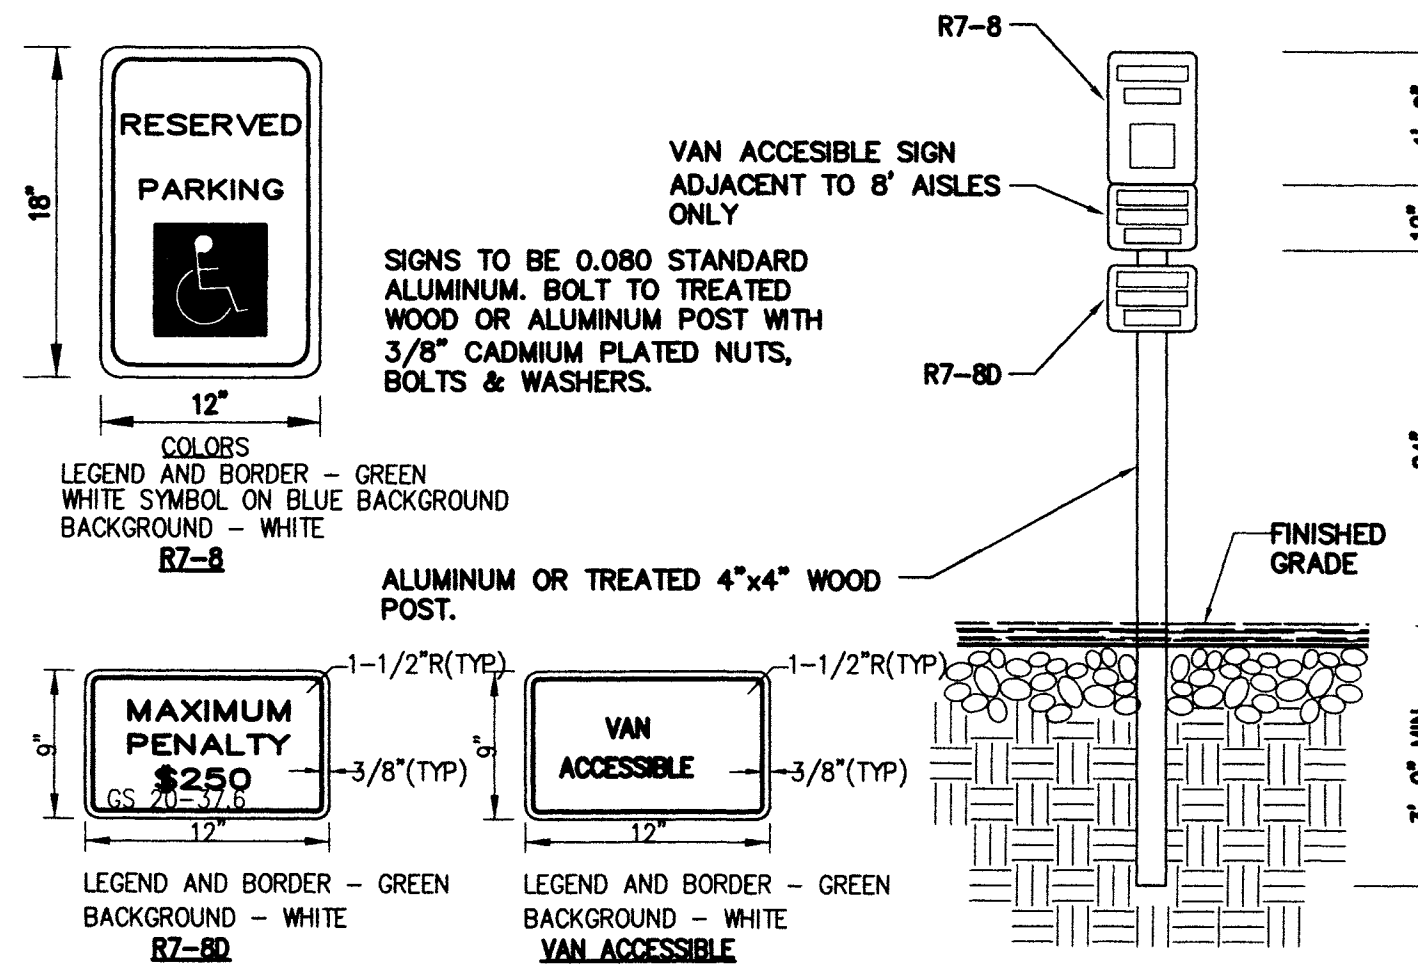 RESERVED
PARKING
18"
12"
COLORS
LEGEND AND BORDER – GREEN
WHITE SYMBOL ON BLUE BACKGROUND
BACKGROUND – WHITE
R7–8
SIGNS TO BE 0.080 STANDARD
ALUMINUM. BOLT TO TREATED
WOOD OR ALUMINUM POST WITH
3/8" CADMIUM PLATED NUTS,
BOLTS & WASHERS.
R7–8
VAN ACCESIBLE SIGN
ADJACENT TO 8' AISLES
ONLY
R7–8D
ALUMINUM OR TREATED 4"x4" WOOD
POST.
FINISHED
GRADE
MAXIMUM
PENALTY
$250
GS 20–37.6
9"
12"
1–1/2"R(TYP)
3/8"(TYP)
LEGEND AND BORDER – GREEN
BACKGROUND – WHITE
R7–8D
VAN
ACCESSIBLE
9"
12"
1–1/2"R(TYP)
3/8"(TYP)
LEGEND AND BORDER – GREEN
BACKGROUND – WHITE
VAN ACCESSIBLE